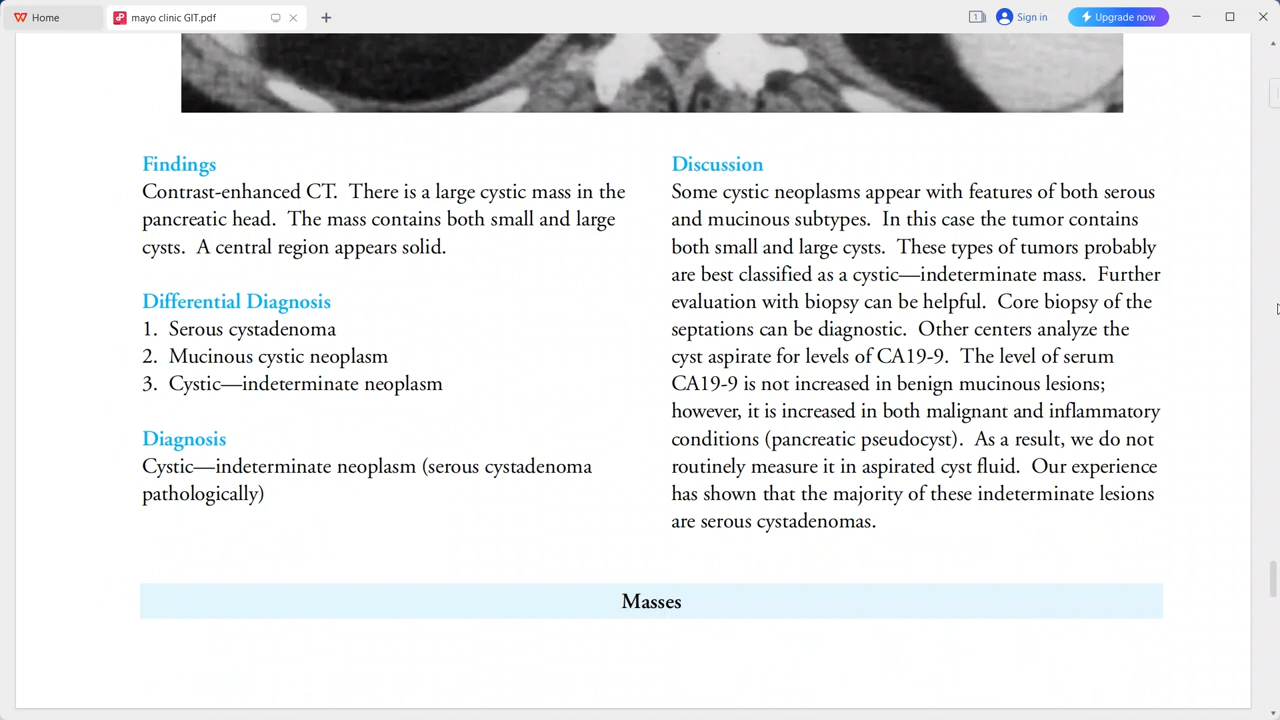 Home
mayo clinic GIT.pdf
1
Sign in
Upgrade now
Findings
Contrast-enhanced CT. There is a large cystic mass in the
pancreatic head. The mass contains both small and large
cysts. A central region appears solid.
Differential Diagnosis
1. Serous cystadenoma
2. Mucinous cystic neoplasm
3. Cystic—indeterminate neoplasm
Diagnosis
Cystic—indeterminate neoplasm (serous cystadenoma
pathologically)
Discussion
Some cystic neoplasms appear with features of both serous
and mucinous subtypes. In this case the tumor contains
both small and large cysts. These types of tumors probably
are best classified as a cystic—indeterminate mass. Further
evaluation with biopsy can be helpful. Core biopsy of the
septations can be diagnostic. Other centers analyze the
cyst aspirate for levels of CA19-9. The level of serum
CA19-9 is not increased in benign mucinous lesions;
however, it is increased in both malignant and inflammatory
conditions (pancreatic pseudocyst). As a result, we do not
routinely measure it in aspirated cyst fluid. Our experience
has shown that the majority of these indeterminate lesions
are serous cystadenomas.
Masses